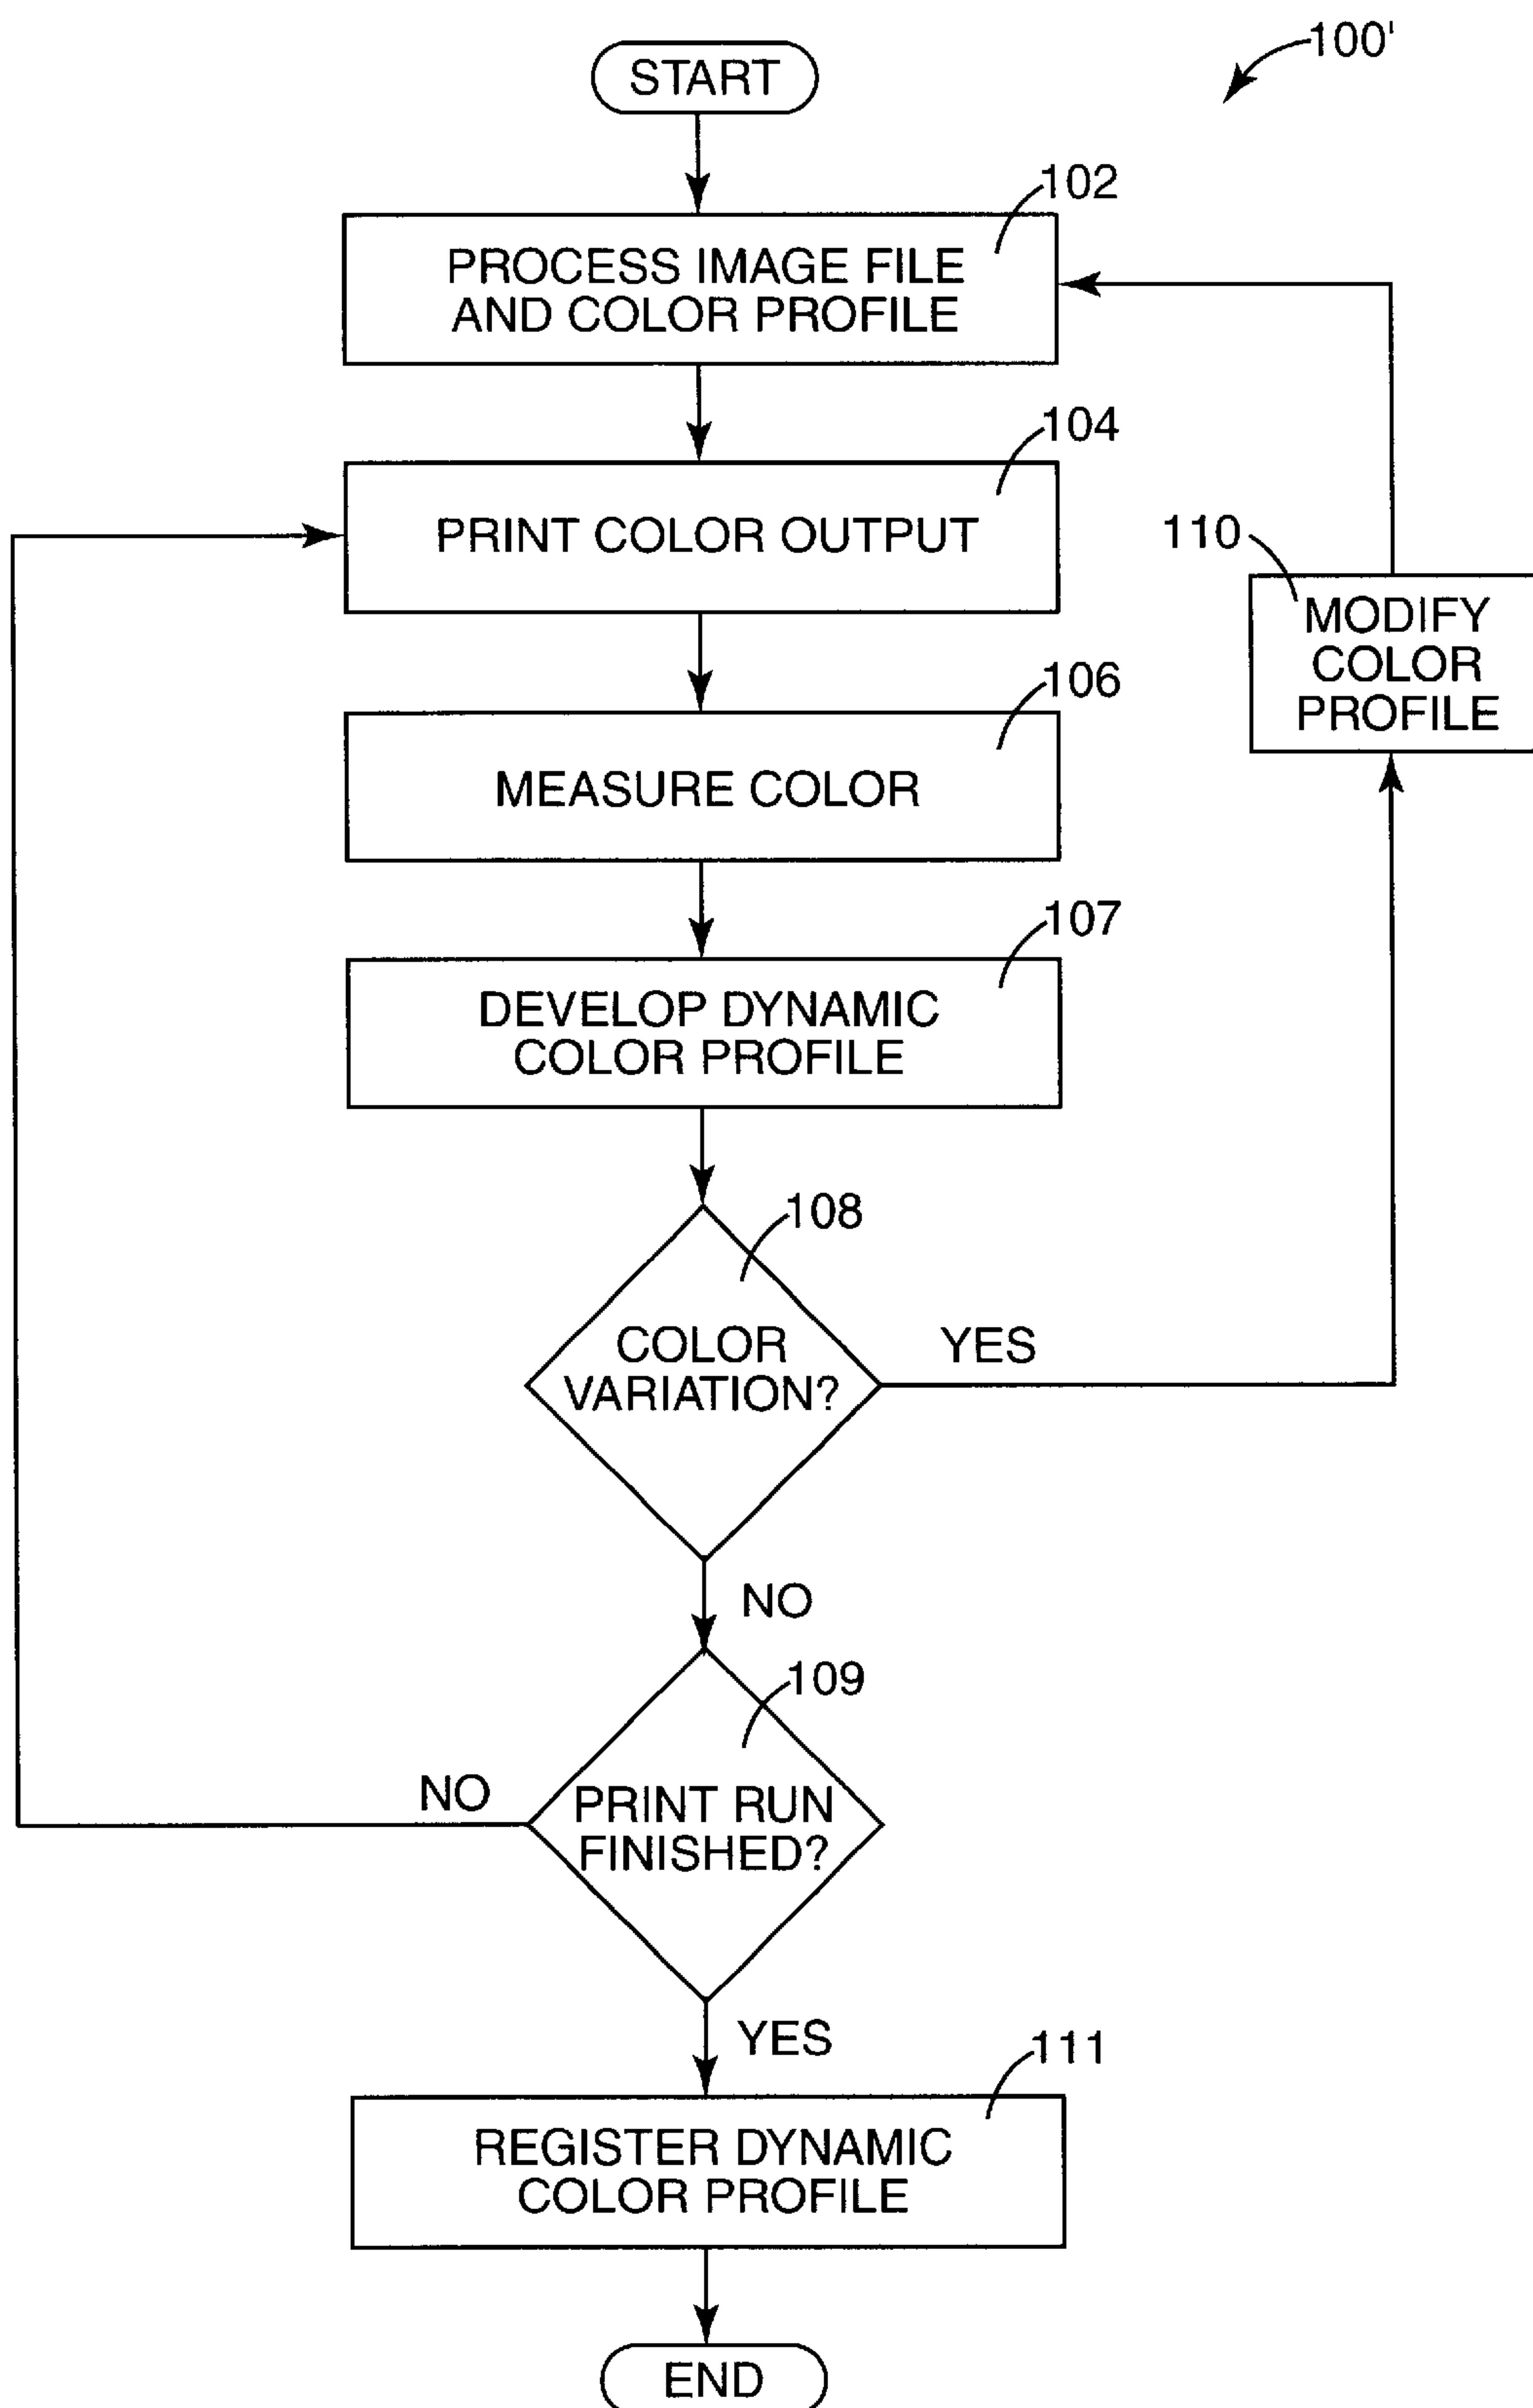 100'
START
102
PROCESS IMAGE FILE
AND COLOR PROFILE
104
PRINT COLOR OUTPUT
110
MODIFY
COLOR
PROFILE
106
MEASURE COLOR
107
DEVELOP DYNAMIC
COLOR PROFILE
108
COLOR
VARIATION?
YES
NO
109
NO
PRINT RUN
FINISHED?
YES
111
REGISTER DYNAMIC
COLOR PROFILE
END